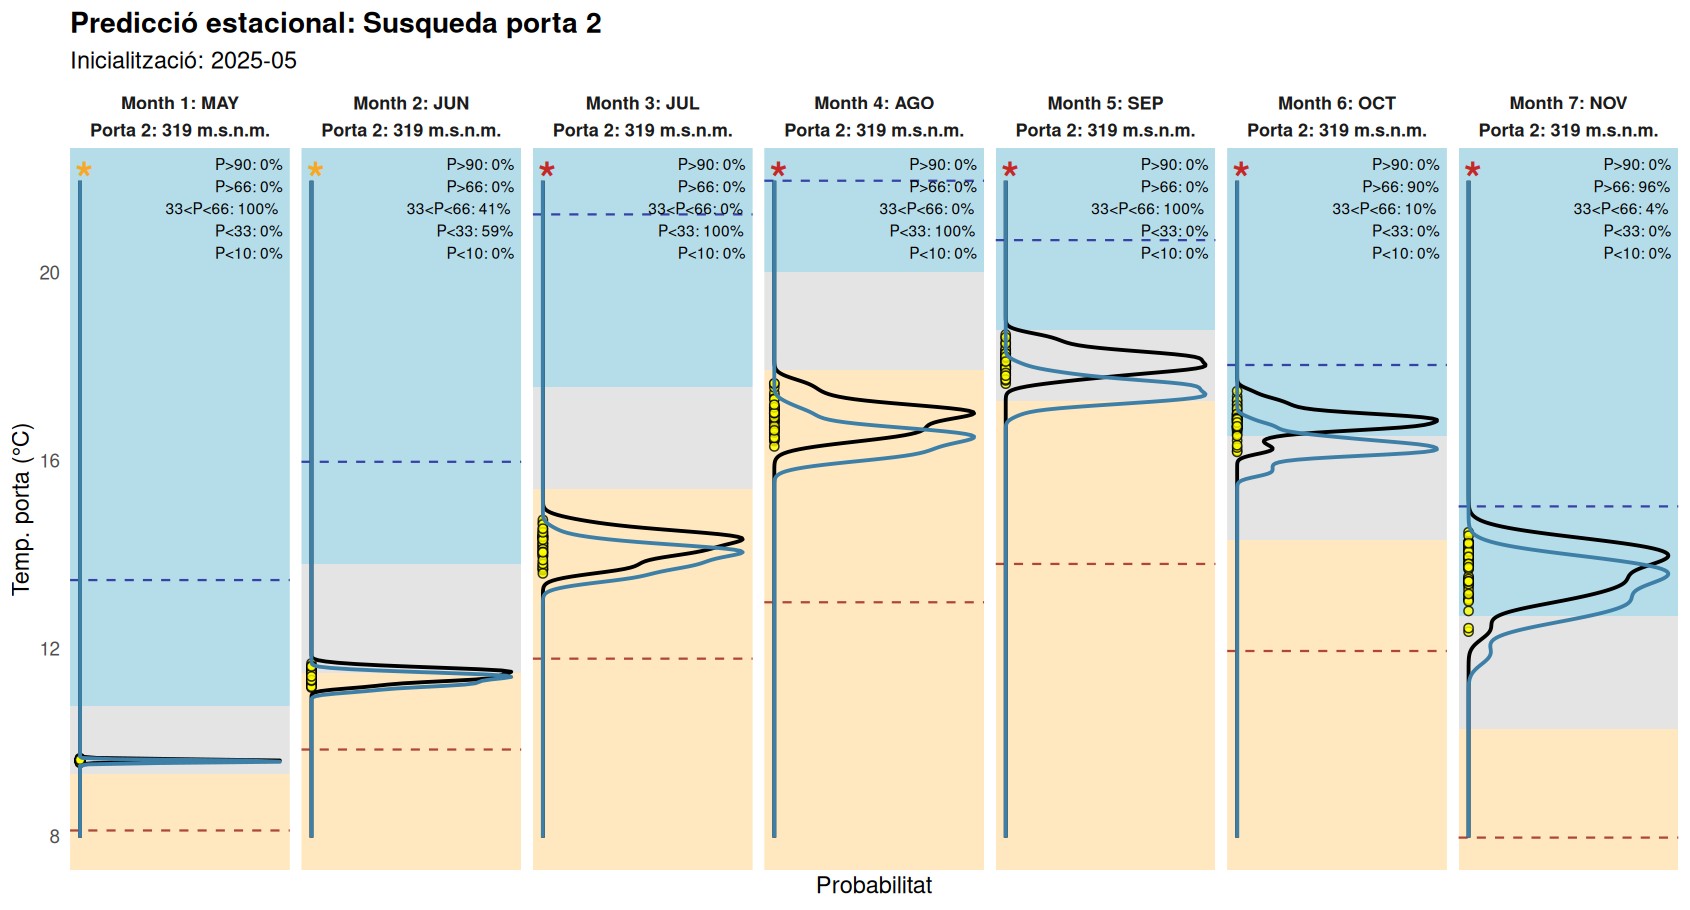 Predicció estacional: Susqueda porta 2
Inicialització: 2025-05
Month 1: MAY
Porta 2: 319 m.s.n.m.
Month 2: JUN
Porta 2: 319 m.s.n.m.
Month 3: JUL
Porta 2: 319 m.s.n.m.
Month 4: AGO
Porta 2: 319 m.s.n.m.
Month 5: SEP
Porta 2: 319 m.s.n.m.
Month 6: OCT
Porta 2: 319 m.s.n.m.
Month 7: NOV
Porta 2: 319 m.s.n.m.
*
P>90: 0%
P>66: 0%
33<P<66: 100%
P<33: 0%
P<10: 0%
*
P>90: 0%
P>66: 0%
33<P<66: 41%
P<33: 59%
P<10: 0%
*
P>90: 0%
P>66: 0%
33<P<66: 0%
P<33: 100%
P<10: 0%
*
P>90: 0%
P>66: 0%
33<P<66: 0%
P<33: 100%
P<10: 0%
*
P>90: 0%
P>66: 0%
33<P<66: 100%
P<33: 0%
P<10: 0%
*
P>90: 0%
P>66: 90%
33<P<66: 10%
P<33: 0%
P<10: 0%
*
P>90: 0%
P>66: 96%
33<P<66: 4%
P<33: 0%
P<10: 0%
Temp. porta (°C)
20
16
12
8
Probabilitat